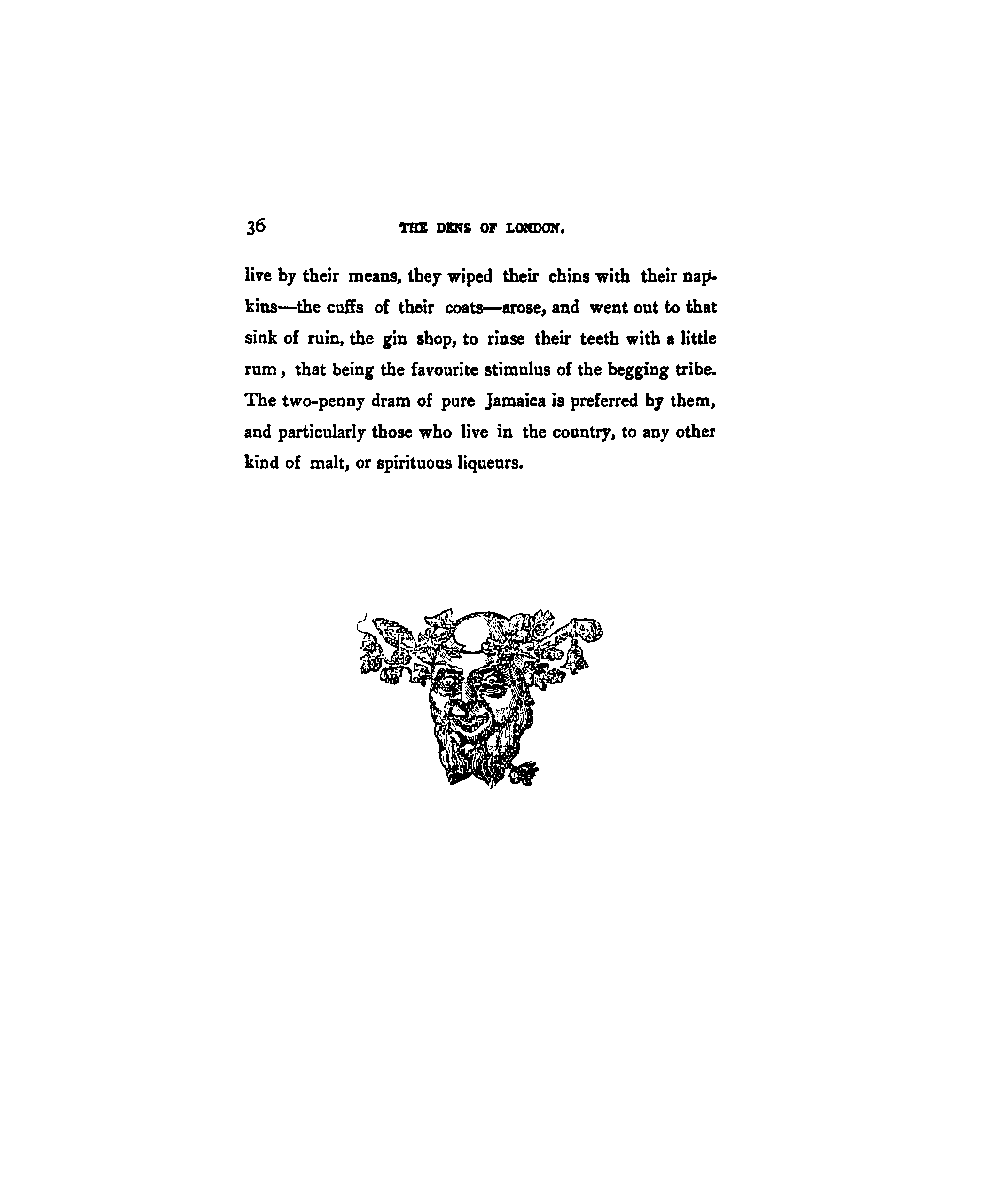 36 THE DENS OF LONDON.
live by their means, they wiped their chins with their nap-
kins—the cuffs of their coats—arose, and went out to that
sink of ruin, the gin shop, to rinse their teeth with a little
rum, that being the favourite stimulus of the begging tribe.
The two-penny dram of pure Jamaica is preferred by them,
and particularly those who live in the country, to any other
kind of malt, or spirituous liqueurs.